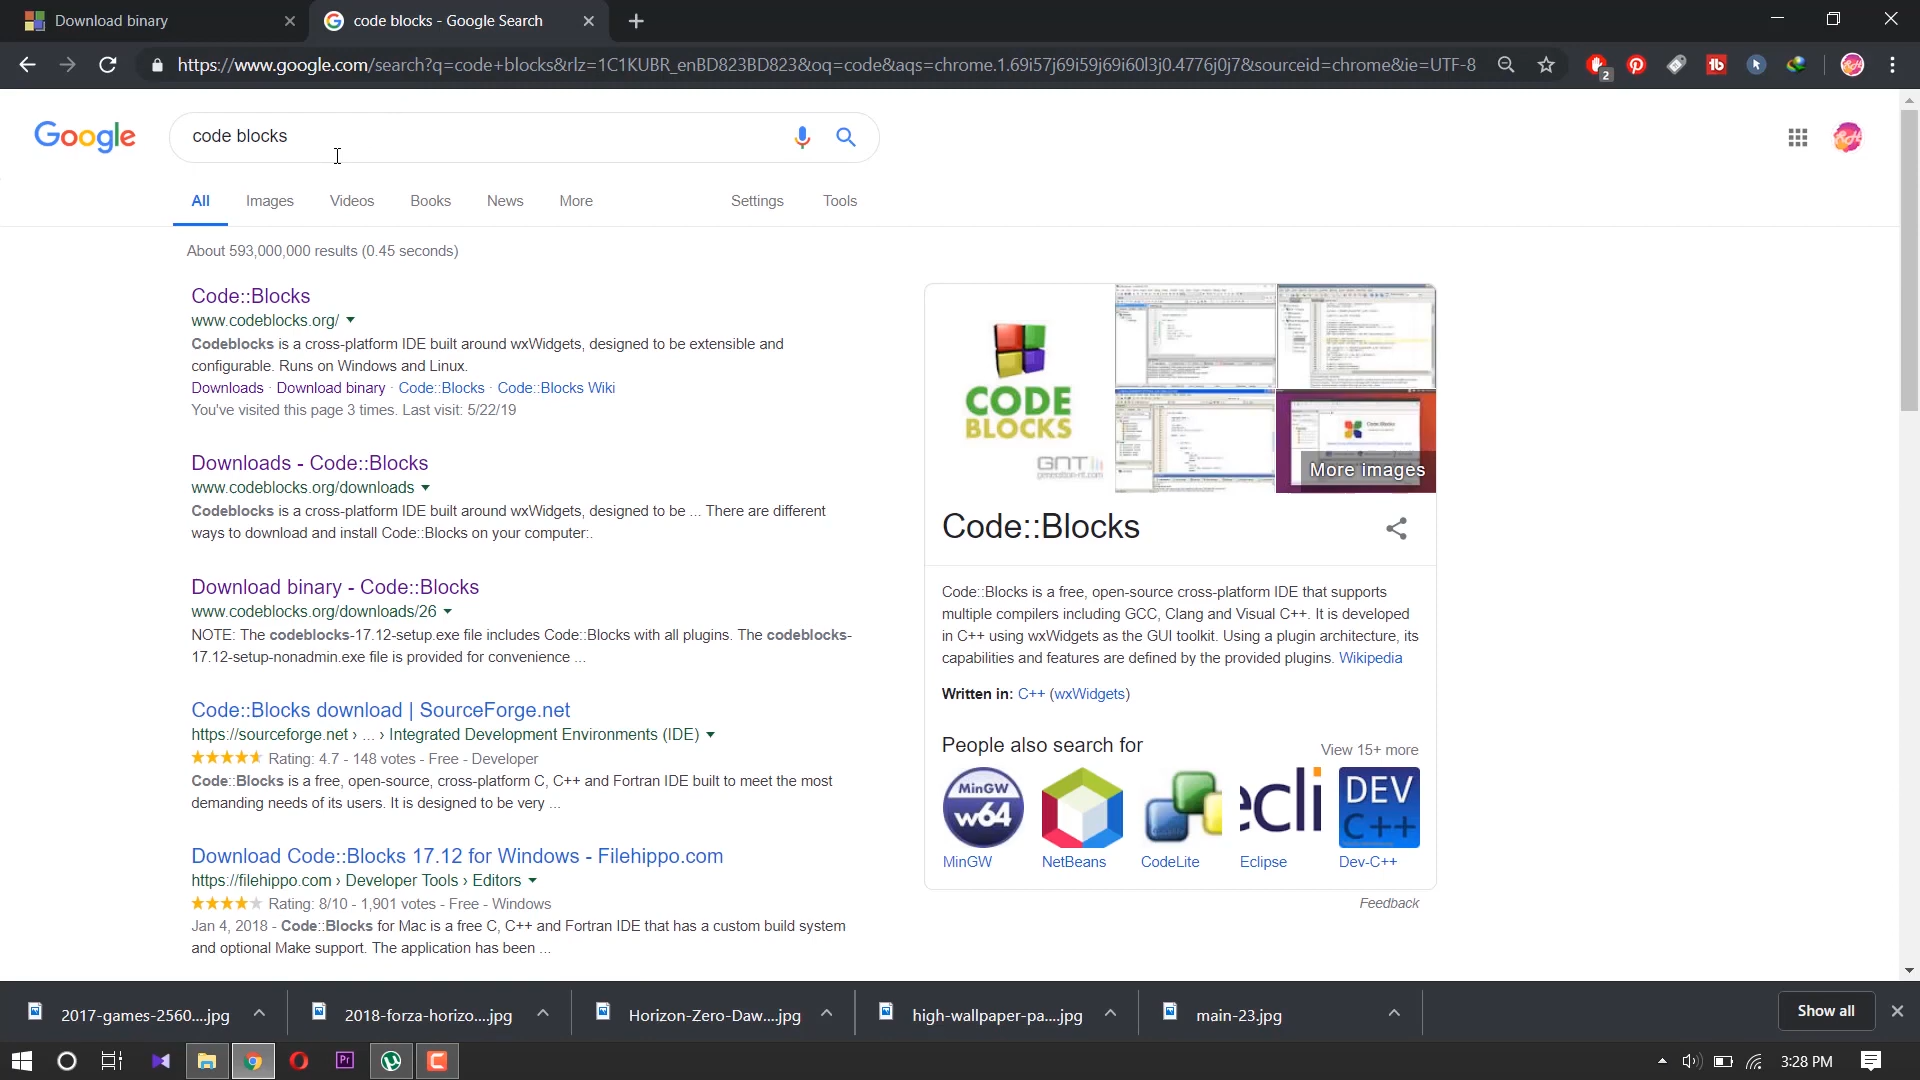 Download binary
code blocks - Google Search
https://www.google.com/search?q=code+blocks&rlz=1C1KUBR_enBD823BD823&oq=code&aqs=chrome.1.69i57j69i59j69i60l3j0.4776j0j7&sourceid=chrome&ie=UTF-8
2
Google
code blocks
All Images Videos Books News More Settings Tools
About 593,000,000 results (0.45 seconds)
Code::Blocks
www.codeblocks.org/
Codeblocks is a cross-platform IDE built around wxWidgets, designed to be extensible and
configurable. Runs on Windows and Linux.
Downloads · Download binary · Code::Blocks · Code::Blocks Wiki
You've visited this page 3 times. Last visit: 5/22/19
Downloads - Code::Blocks
www.codeblocks.org/downloads
Codeblocks is a cross-platform IDE built around wxWidgets, designed to be ... There are different
ways to download and install Code::Blocks on your computer:.
Download binary - Code::Blocks
www.codeblocks.org/downloads/26
NOTE: The codeblocks-17.12-setup.exe file includes Code::Blocks with all plugins. The codeblocks-
17.12-setup-nonadmin.exe file is provided for convenience ...
Code::Blocks download | SourceForge.net
https://sourceforge.net › ... › Integrated Development Environments (IDE)
Rating: 4.7 - 148 votes - Free - Developer
Code::Blocks is a free, open-source, cross-platform C, C++ and Fortran IDE built to meet the most
demanding needs of its users. It is designed to be very ...
Download Code::Blocks 17.12 for Windows - Filehippo.com
https://filehippo.com › Developer Tools › Editors
Rating: 8/10 - 1,901 votes - Free - Windows
Jan 4, 2018 - Code::Blocks for Mac is a free C, C++ and Fortran IDE that has a custom build system
and optional Make support. The application has been ...
CODE
BLOCKS
GNT
More images
Code::Blocks
Code::Blocks is a free, open-source cross-platform IDE that supports
multiple compilers including GCC, Clang and Visual C++. It is developed
in C++ using wxWidgets as the GUI toolkit. Using a plugin architecture, its
capabilities and features are defined by the provided plugins. Wikipedia
Written in: C++ (wxWidgets)
People also search for
View 15+ more
MinGW
w64
ecli
DEV
C++
MinGW NetBeans CodeLite Eclipse Dev-C++
Feedback
2017-games-2560....jpg
2018-forza-horizo....jpg
Horizon-Zero-Daw....jpg
high-wallpaper-pa....jpg
main-23.jpg
Show all
Pr
3:28 PM